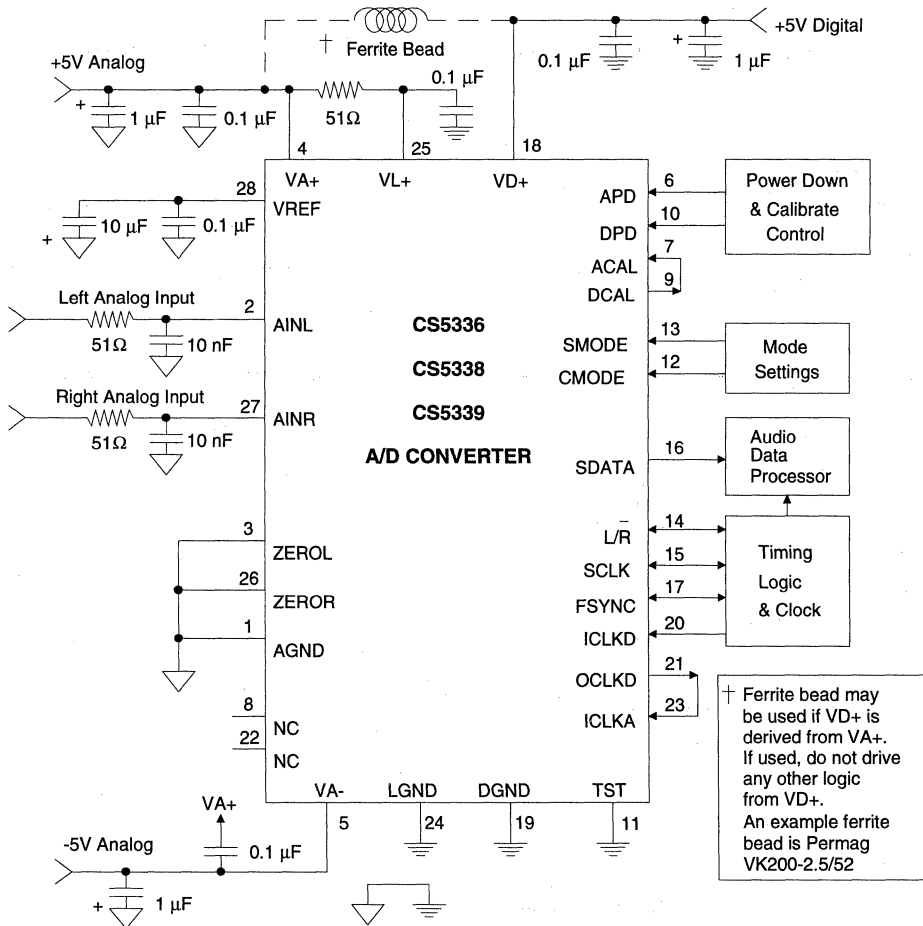 +5V Digital
† Ferrite Bead
+5V Analog
0.1 µF
0.1 µF
+
1 µF
+
1 µF
0.1 µF
51Ω
4
25
18
VA+
VL+
VD+
28
VREF
+
10 µF
0.1 µF
APD
6
DPD
10
ACAL
7
DCAL
9
Power Down
& Calibrate
Control
Left Analog Input
2
AINL
51Ω
10 nF
CS5336
CS5338
CS5339
A/D CONVERTER
SMODE
13
CMODE
12
Mode
Settings
Right Analog Input
27
AINR
51Ω
10 nF
SDATA
16
Audio
Data
Processor
3
ZEROL
26
ZEROR
1
AGND
L/R̅
14
SCLK
15
FSYNC
17
ICLKD
20
Timing
Logic
& Clock
OCLKD
21
ICLKA
23
8
NC
22
NC
† Ferrite bead may
be used if VD+ is
derived from VA+.
If used, do not drive
any other logic
from VD+.
An example ferrite
bead is Permag
VK200-2.5/52
VA-
LGND
DGND
TST
5
24
19
11
VA+
-5V Analog
0.1 µF
+
1 µF